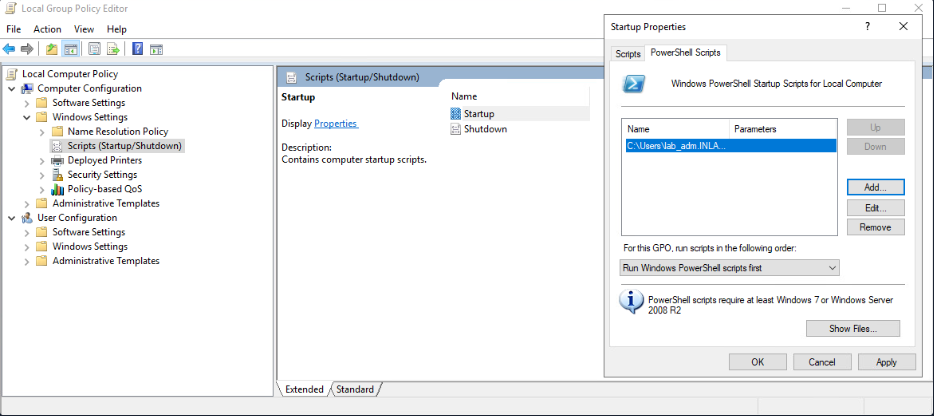 Local Group Policy Editor
File Action View Help
Local Computer Policy
Computer Configuration
Software Settings
Windows Settings
Name Resolution Policy
Scripts (Startup/Shutdown)
Deployed Printers
Security Settings
Policy-based QoS
Administrative Templates
User Configuration
Software Settings
Windows Settings
Administrative Templates
Scripts (Startup/Shutdown)
Startup
Display Properties
Description:
Contains computer startup scripts.
Name
Startup
Shutdown
Extended Standard
Startup Properties
? ×
Scripts PowerShell Scripts
Windows PowerShell Startup Scripts for Local Computer
Name Parameters
C:\Users\lab_adm.INLA...
Up
Down
Add...
Edit...
Remove
For this GPO, run scripts in the following order:
Run Windows PowerShell scripts first
PowerShell scripts require at least Windows 7 or Windows Server
2008 R2
Show Files...
OK Cancel Apply